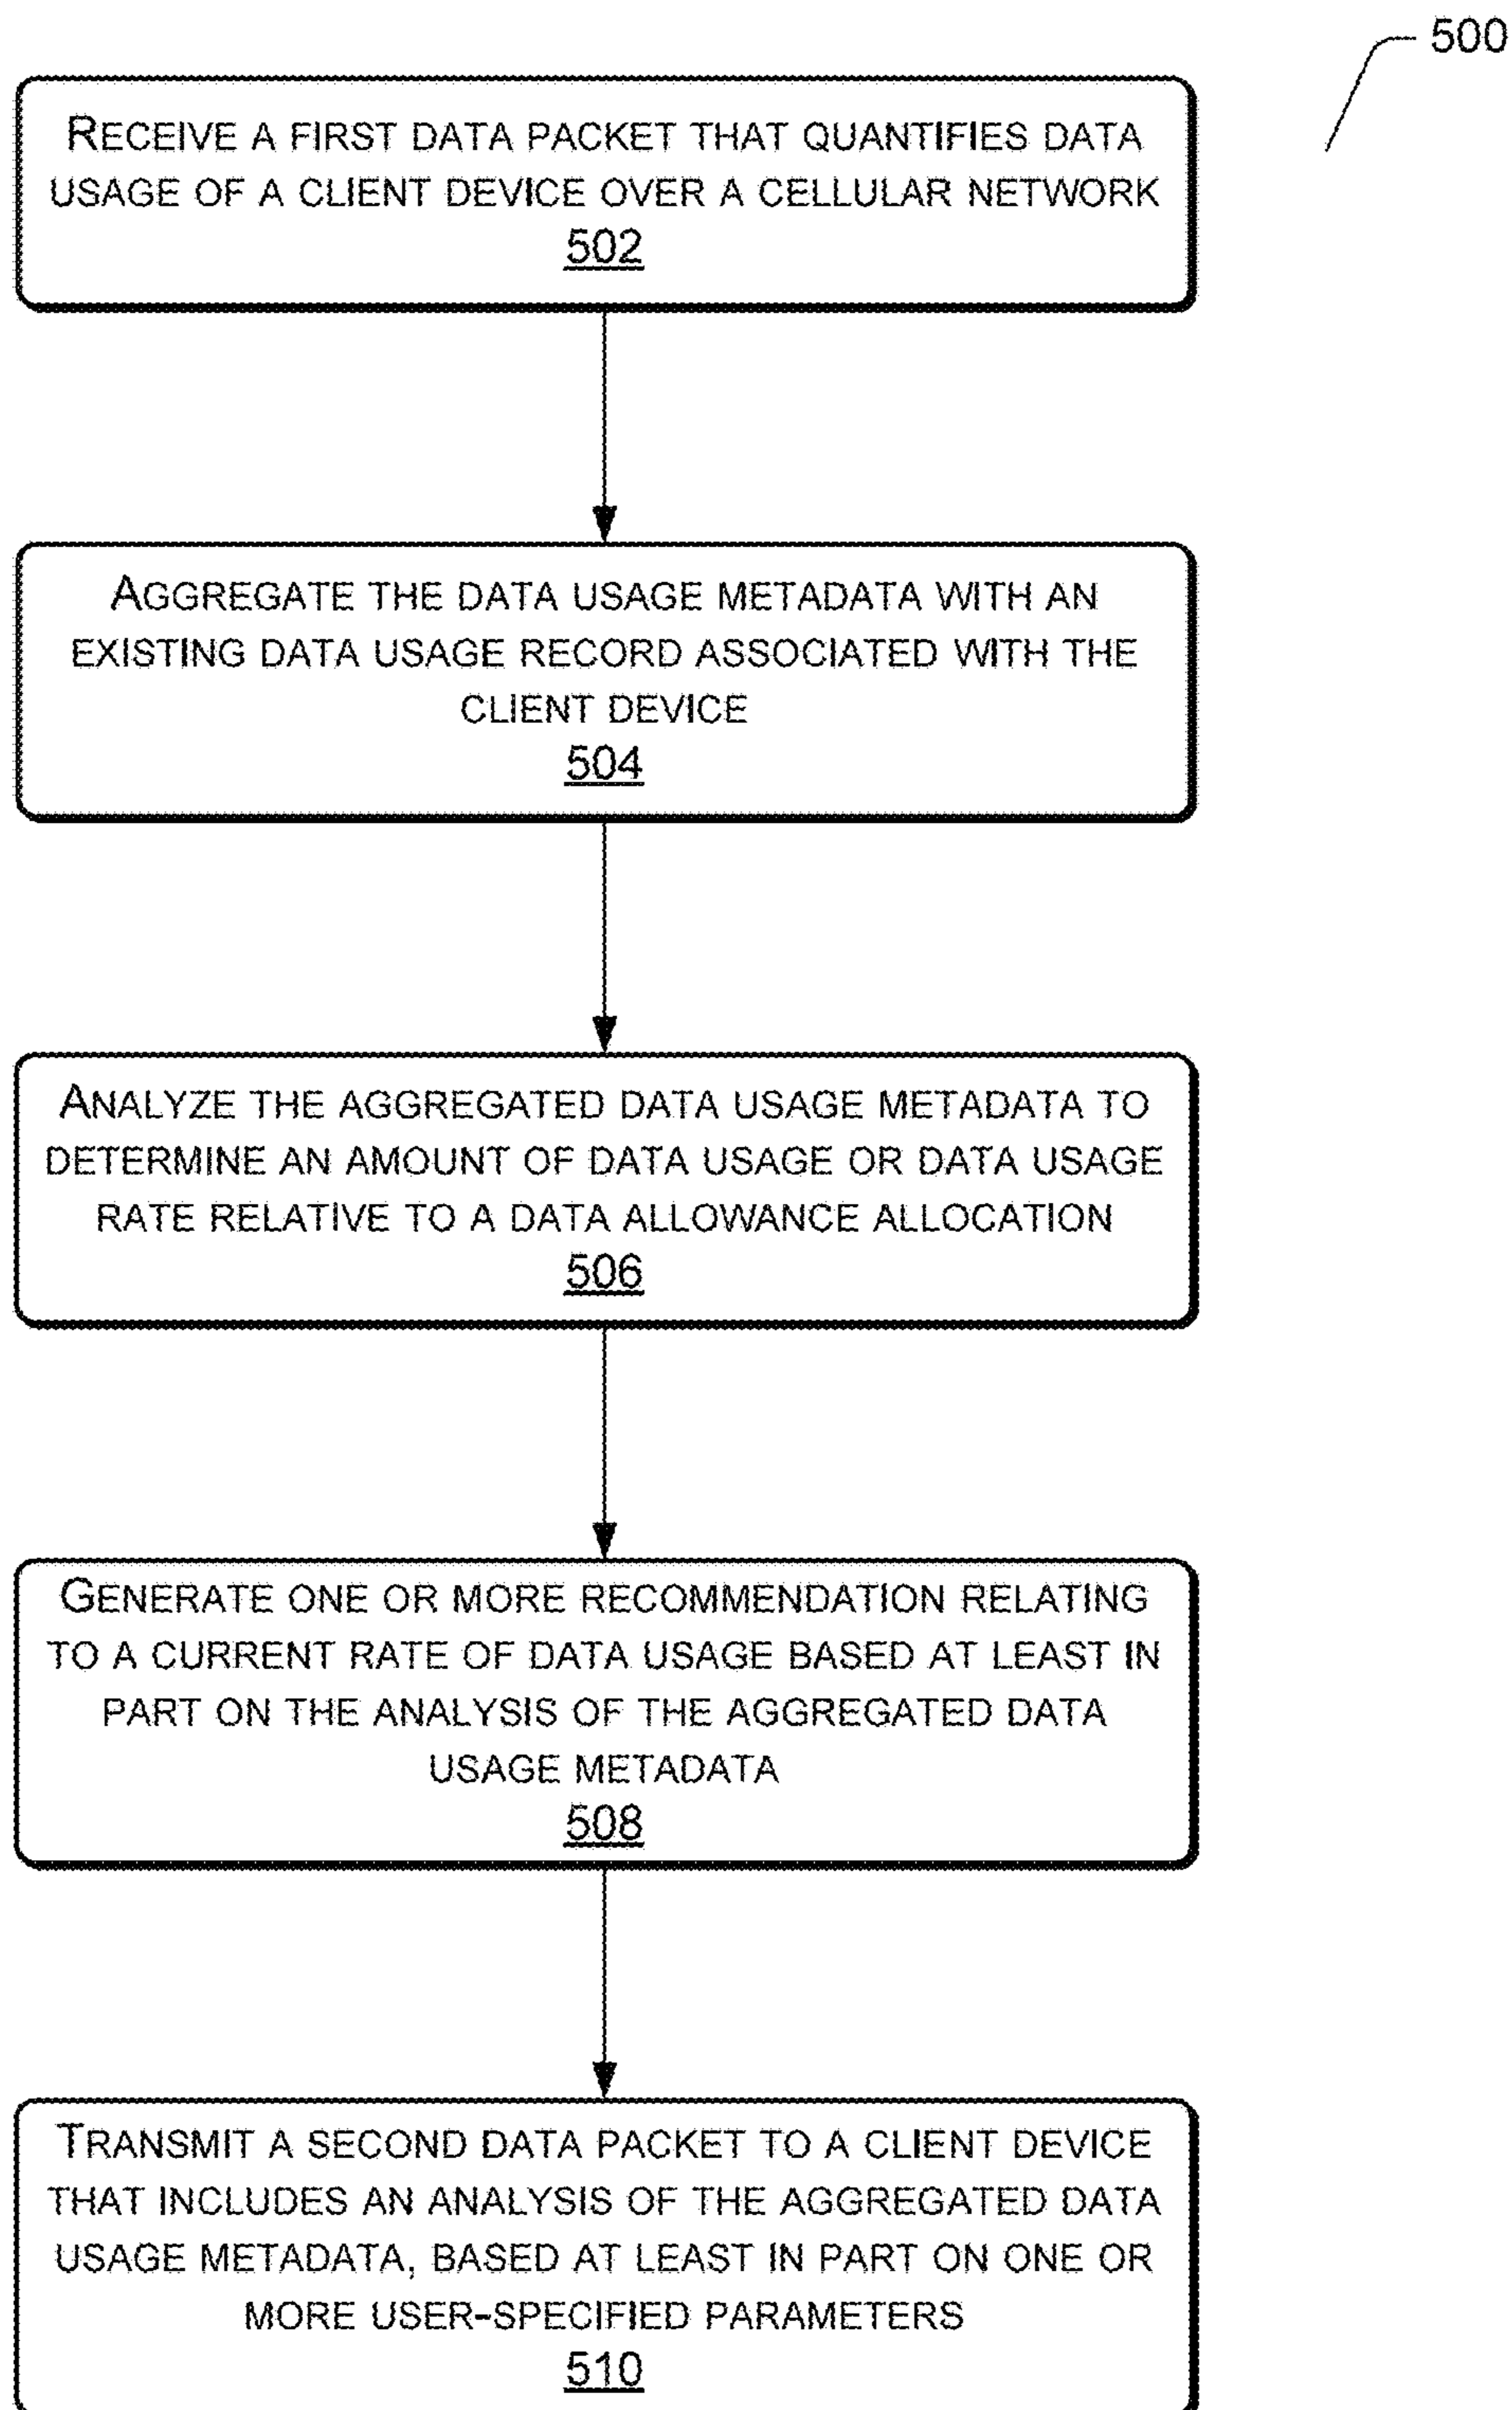 500
RECEIVE A FIRST DATA PACKET THAT QUANTIFIES DATA
USAGE OF A CLIENT DEVICE OVER A CELLULAR NETWORK
502
AGGREGATE THE DATA USAGE METADATA WITH AN
EXISTING DATA USAGE RECORD ASSOCIATED WITH THE
CLIENT DEVICE
504
ANALYZE THE AGGREGATED DATA USAGE METADATA TO
DETERMINE AN AMOUNT OF DATA USAGE OR DATA USAGE
RATE RELATIVE TO A DATA ALLOWANCE ALLOCATION
506
GENERATE ONE OR MORE RECOMMENDATION RELATING
TO A CURRENT RATE OF DATA USAGE BASED AT LEAST IN
PART ON THE ANALYSIS OF THE AGGREGATED DATA
USAGE METADATA
508
TRANSMIT A SECOND DATA PACKET TO A CLIENT DEVICE
THAT INCLUDES AN ANALYSIS OF THE AGGREGATED DATA
USAGE METADATA, BASED AT LEAST IN PART ON ONE OR
MORE USER-SPECIFIED PARAMETERS
510